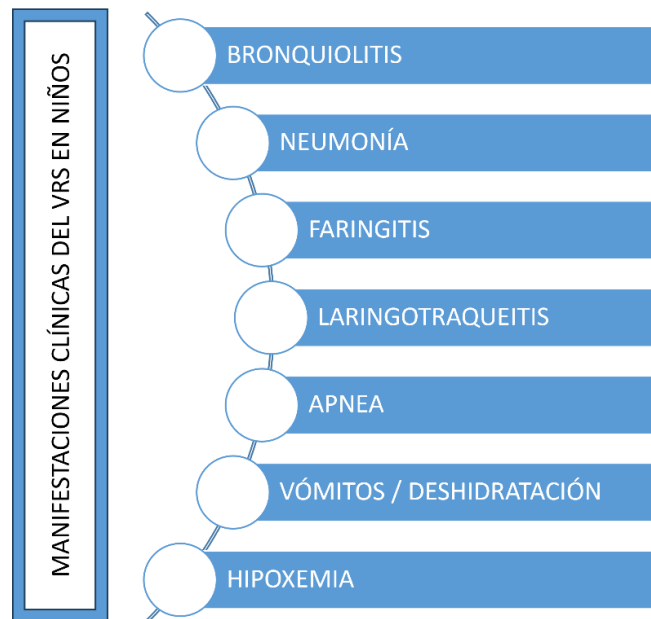 MANIFESTACIONES CLÍNICAS DEL VRS EN NIÑOS
BRONQUIOLITIS
NEUMONÍA
FARINGITIS
LARINGOTRAQUEITIS
APNEA
VÓMITOS / DESHIDRATACIÓN
HIPOXEMIA